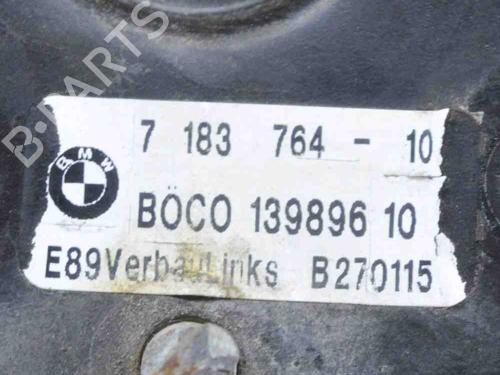 B-PARTS
BMW
7 183 764 - 10
BÖCO 139896 10
E89VerbauLinks B270115